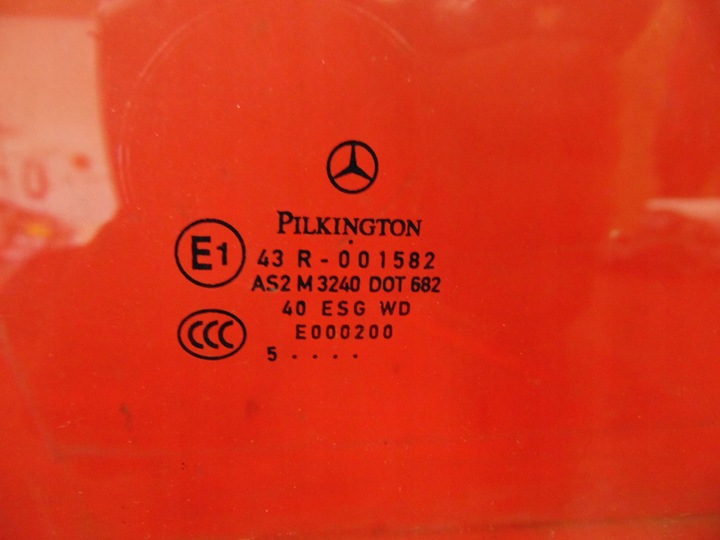 PILKINGTON
E1
43 R - 001582
AS2 M 3240 DOT 682
40 ESG WD
CCC
E000200
5 . . . .